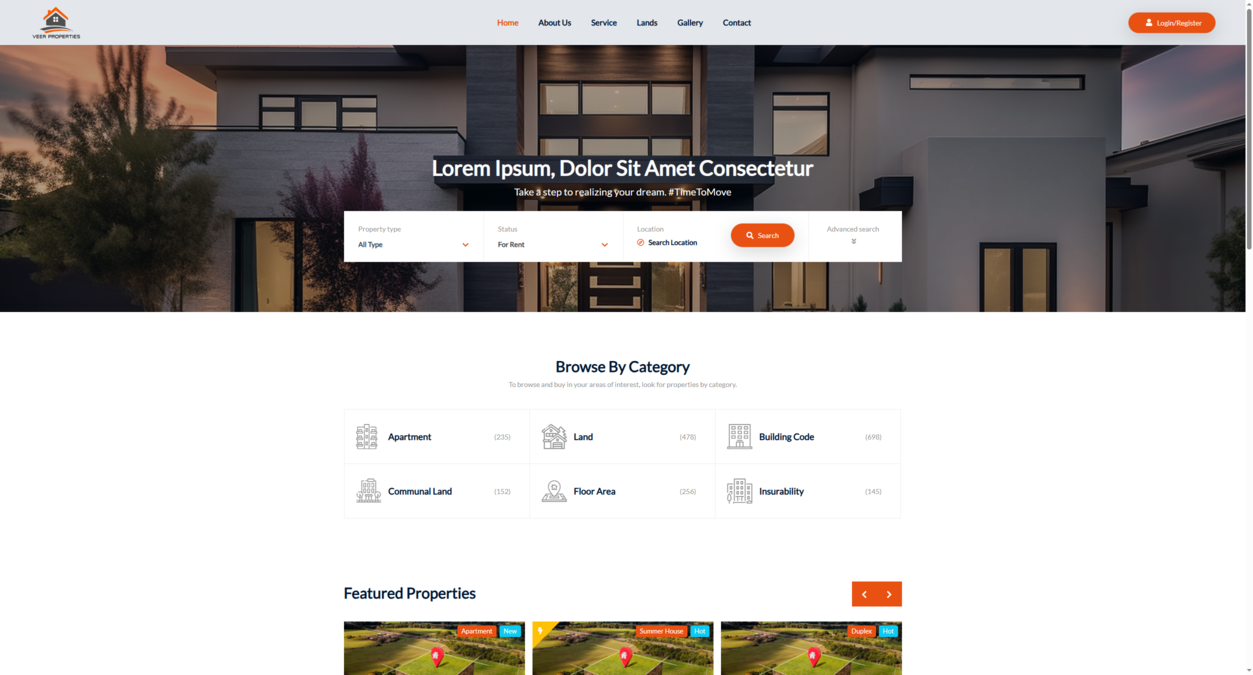 VEER PROPERTIES
Home About Us Service Lands Gallery Contact
Login/Register
Lorem Ipsum, Dolor Sit Amet Consectetur
Take a step to realizing your dream. #TimeToMove
Property type Status Location Advanced search
All Type For Rent Search Location Search
Browse By Category
To browse and buy in your areas of interest, look for properties by category.
Apartment (235) Land (478) Building Code (698)
Communal Land (152) Floor Area (256) Insurability (145)
Featured Properties
Apartment New Summer House Hot Duplex Hot